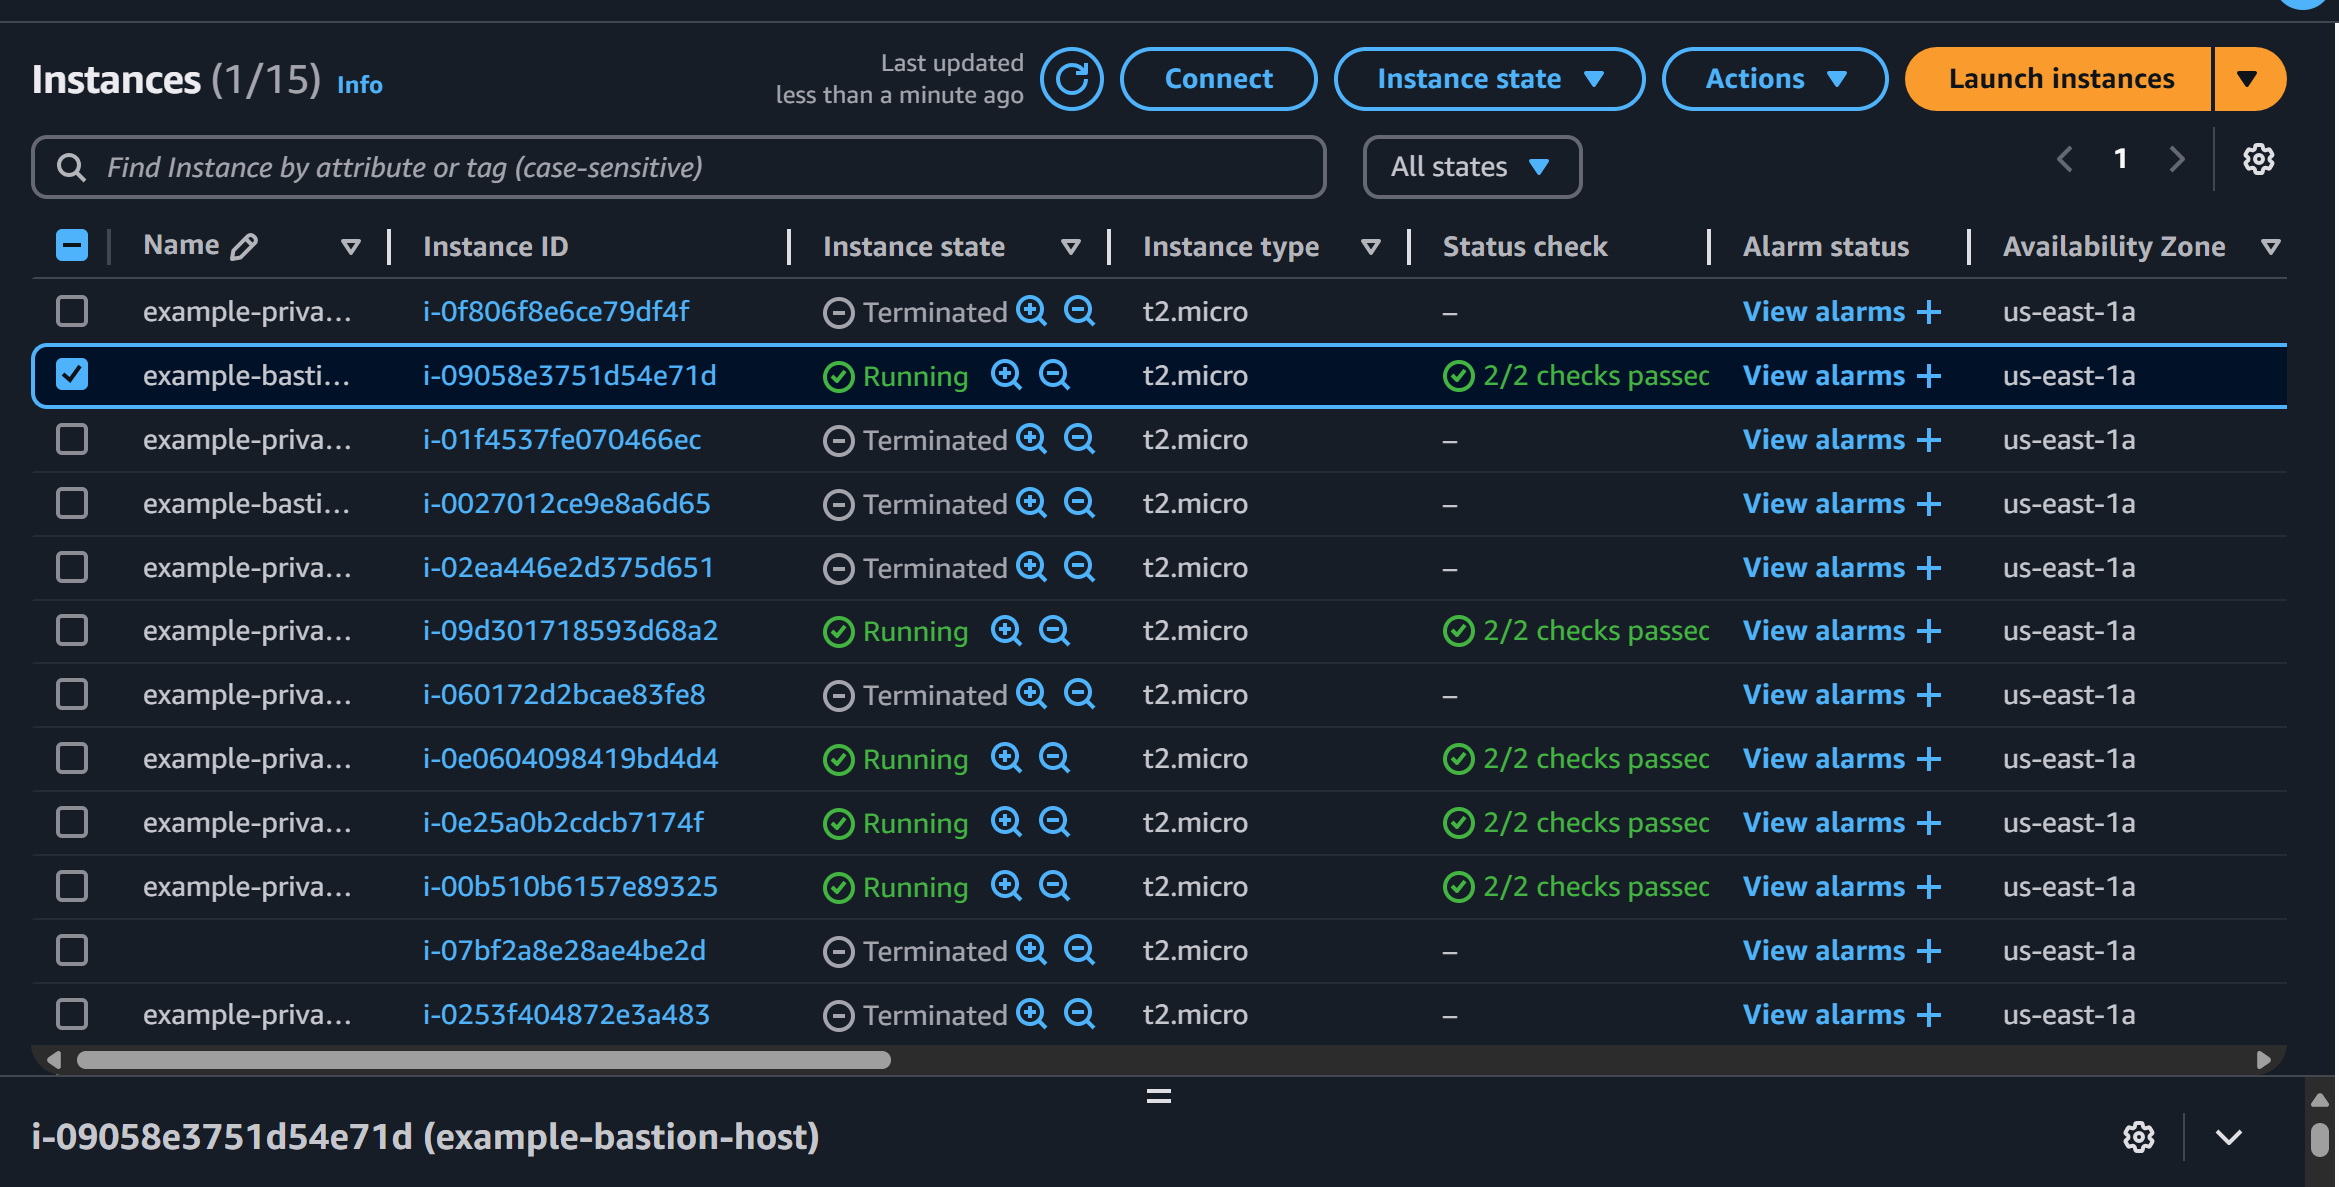 Instances (1/15) Info
Last updated
less than a minute ago
Connect
Instance state
Actions
Launch instances
Find Instance by attribute or tag (case-sensitive)
All states
1
Name Instance ID Instance state Instance type Status check Alarm status Availability Zone
example-priva... i-0f806f8e6ce79df4f Terminated t2.micro – View alarms + us-east-1a
example-basti... i-09058e3751d54e71d Running t2.micro 2/2 checks passed View alarms + us-east-1a
example-priva... i-01f4537fe070466ec Terminated t2.micro – View alarms + us-east-1a
example-basti... i-0027012ce9e8a6d65 Terminated t2.micro – View alarms + us-east-1a
example-priva... i-02ea446e2d375d651 Terminated t2.micro – View alarms + us-east-1a
example-priva... i-09d301718593d68a2 Running t2.micro 2/2 checks passed View alarms + us-east-1a
example-priva... i-060172d2bcae83fe8 Terminated t2.micro – View alarms + us-east-1a
example-priva... i-0e0604098419bd4d4 Running t2.micro 2/2 checks passed View alarms + us-east-1a
example-priva... i-0e25a0b2cdcb7174f Running t2.micro 2/2 checks passed View alarms + us-east-1a
example-priva... i-00b510b6157e89325 Running t2.micro 2/2 checks passed View alarms + us-east-1a
i-07bf2a8e28ae4be2d Terminated t2.micro – View alarms + us-east-1a
example-priva... i-0253f404872e3a483 Terminated t2.micro – View alarms + us-east-1a
i-09058e3751d54e71d (example-bastion-host)